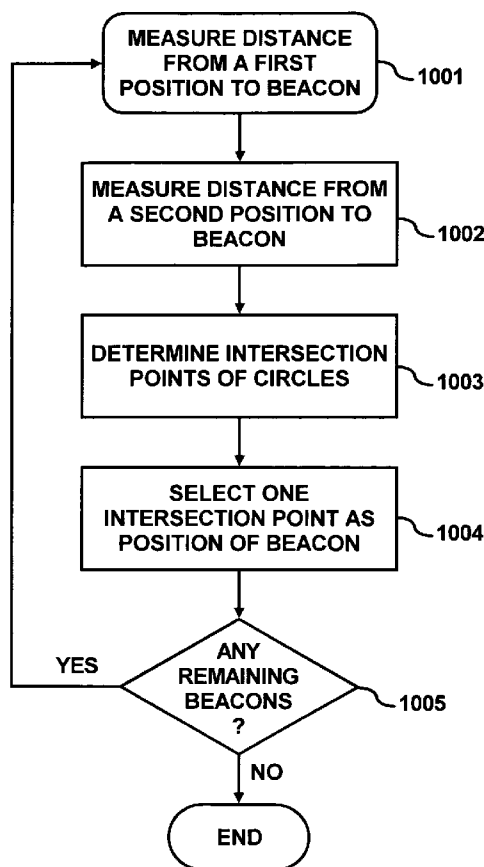 MEASURE DISTANCE
FROM A FIRST
POSITION TO BEACON
1001
MEASURE DISTANCE FROM
A SECOND POSITION TO
BEACON
1002
DETERMINE INTERSECTION
POINTS OF CIRCLES
1003
SELECT ONE
INTERSECTION POINT AS
POSITION OF BEACON
1004
YES
ANY
REMAINING
BEACONS
?
1005
NO
END